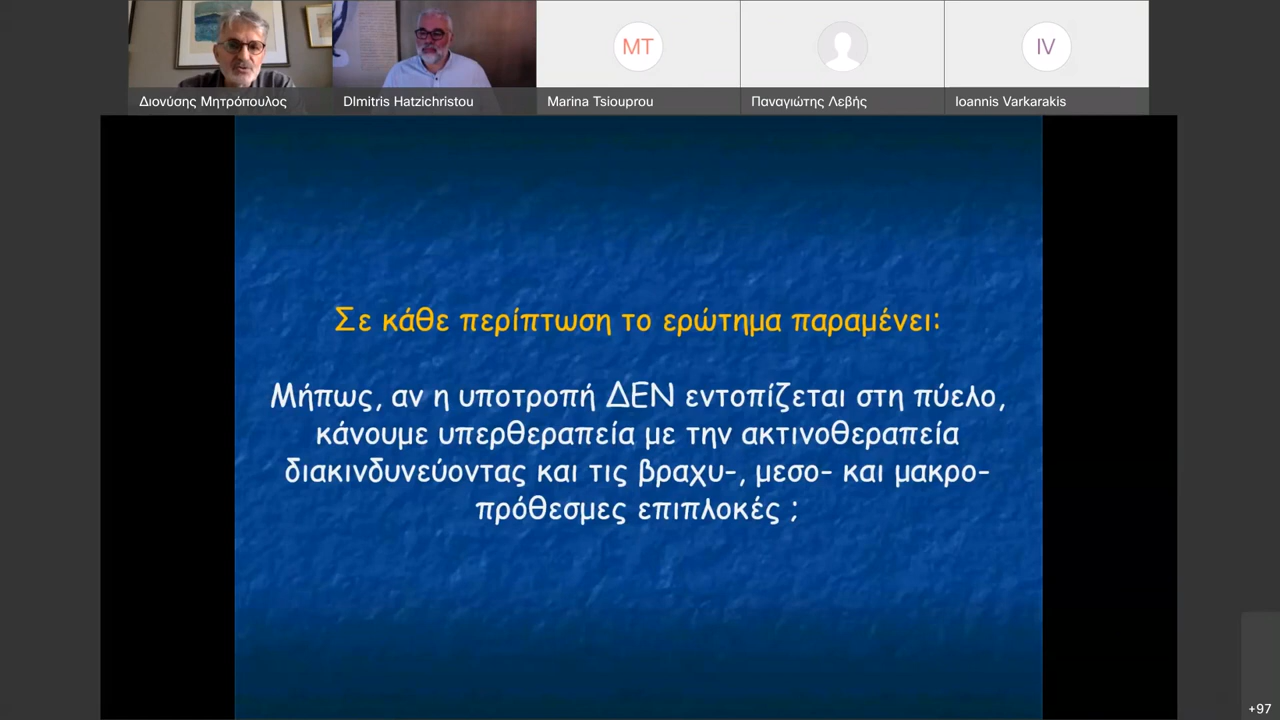 MT
IV
Διονύσης Μητρόπουλος
DImitris Hatzichristou
Marina Tsiouprou
Παναγιώτης Λεβής
Ioannis Varkarakis
Σε κάθε περίπτωση το ερώτημα παραμένει:
Μήπως, αν η υποτροπή ΔΕΝ εντοπίζεται στη πύελο,
κάνουμε υπερθεραπεία με την ακτινοθεραπεία
διακινδυνεύοντας και τις βραχυ-, μεσο- και μακρο-
πρόθεσμες επιπλοκές ;
+97